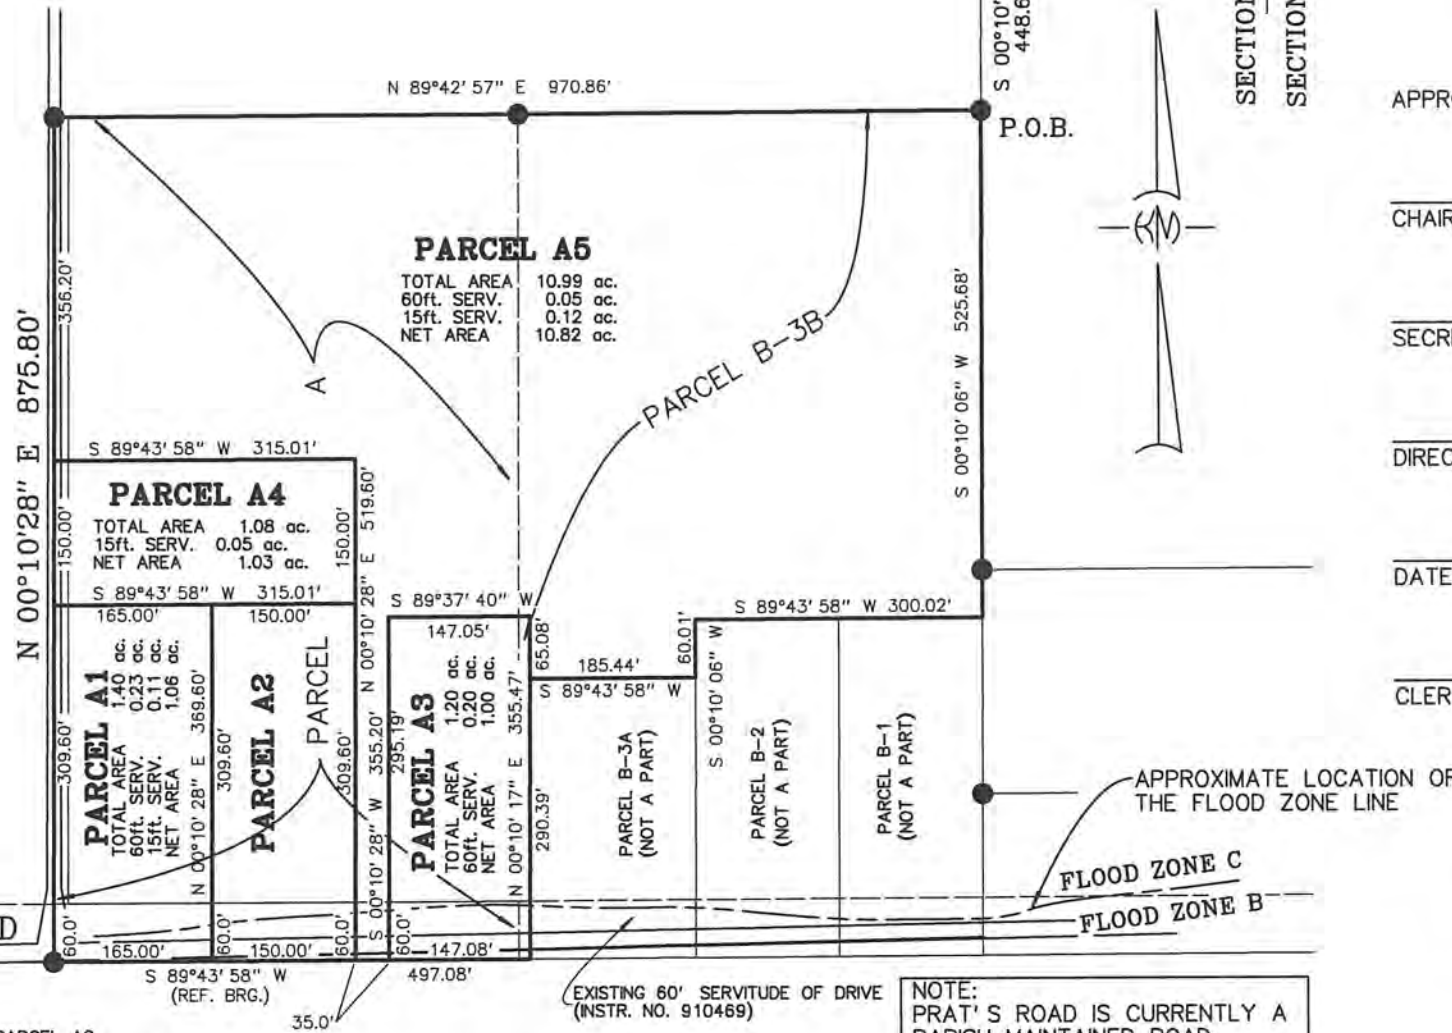 S 00°10'
448.6
SECTION
SECTION
N 89°42'57" E 970.86'
P.O.B.
APPR
CHAIR
SECR
DIREC
DATE
CLER
356.20'
N 00°10'28" E 875.80'
PARCEL A5
TOTAL AREA 10.99 ac.
60ft. SERV. 0.05 ac.
15ft. SERV. 0.12 ac.
NET AREA 10.82 ac.
A
PARCEL B-3B
S 00°10'06" W 525.68'
KM
S 89°43'58" W 315.01'
PARCEL A4
TOTAL AREA 1.08 ac.
15ft. SERV. 0.05 ac.
NET AREA 1.03 ac.
150.00'
150.00'
N 00°10'28" E 519.60'
S 89°43'58" W 315.01'
165.00'
150.00'
S 89°37'40" W
147.05'
65.08'
185.44'
S 89°43'58" W
60.01'
S 89°43'58" W 300.02'
S 00°10'06" W
309.60'
PARCEL A1
TOTAL AREA 1.40 ac.
60ft. SERV. 0.23 ac.
15ft. SERV. 0.11 ac.
NET AREA 1.06 ac.
N 00°10'28" E 369.60'
309.60'
PARCEL A2
PARCEL
309.60'
S 00°10'28" W 355.20'
295.19'
PARCEL A3
TOTAL AREA 1.20 ac.
60ft. SERV. 0.20 ac.
NET AREA 1.00 ac.
N 00°10'17" E 355.47'
290.39'
PARCEL B-3A
(NOT A PART)
PARCEL B-2
(NOT A PART)
PARCEL B-1
(NOT A PART)
APPROXIMATE LOCATION OF
THE FLOOD ZONE LINE
FLOOD ZONE C
FLOOD ZONE B
D
60.0'
165.00'
60.0'
150.00'
60.0'
60.0'
147.08'
S 89°43'58" W
(REF. BRG.)
497.08'
35.0'
EXISTING 60' SERVITUDE OF DRIVE
(INSTR. NO. 910469)
NOTE:
PRAT'S ROAD IS CURRENTLY A
PARISH MAINTAINED ROAD